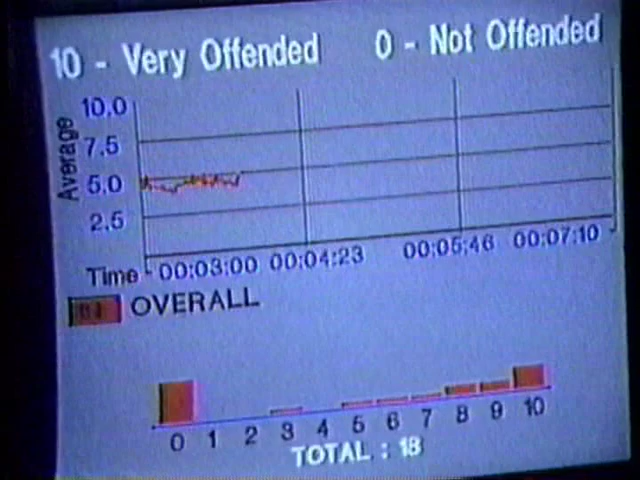 10 - Very Offended 0 - Not Offended
Average
10.0
7.5
5.0
2.5
Time 00:03:00 00:04:23 00:05:46 00:07:10
OVERALL
0 1 2 3 4 5 6 7 8 9 10
TOTAL : 18